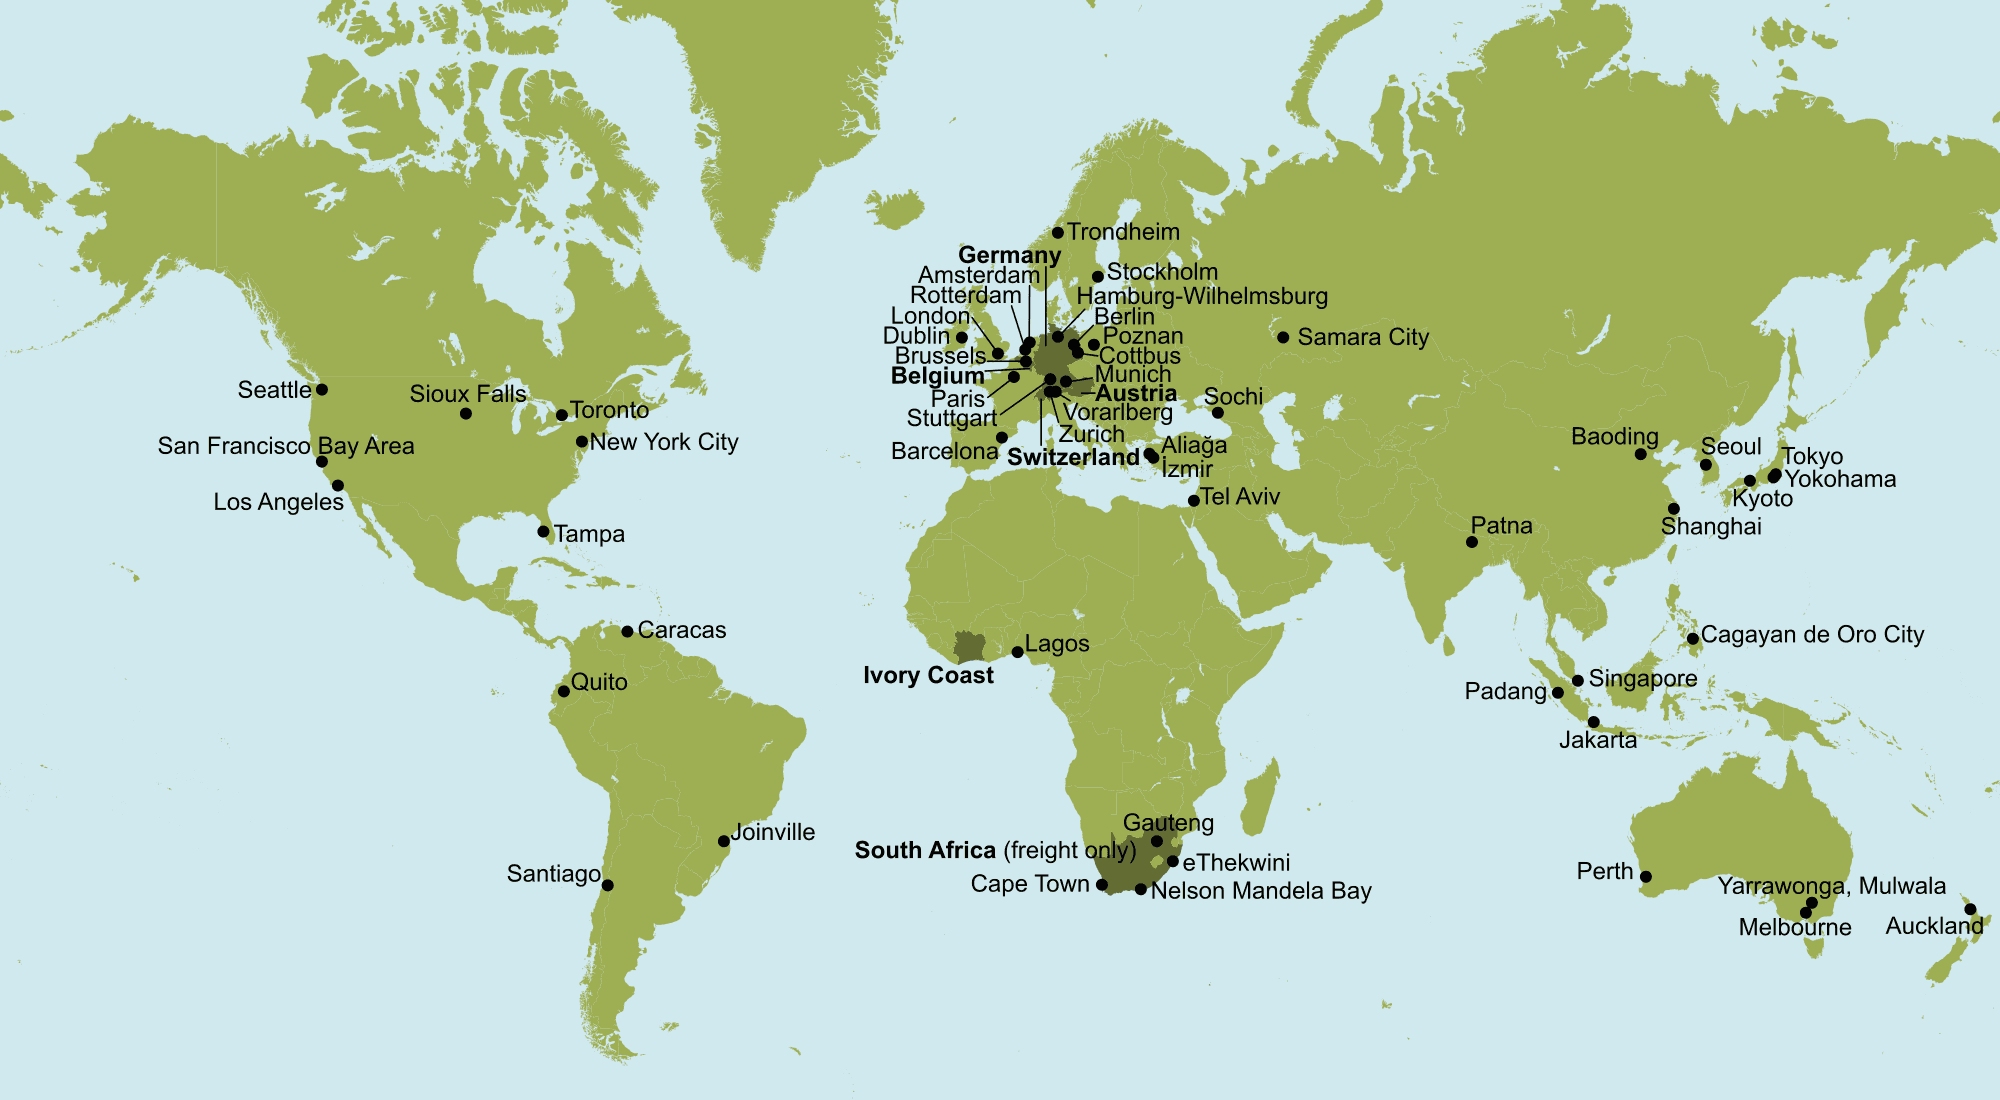 Trondheim
Germany
Stockholm
Amsterdam
Rotterdam
Hamburg-Wilhelmsburg
London
Berlin
Dublin
Poznan
Samara City
Brussels
Cottbus
Belgium
Munich
Paris
Austria
Stuttgart
Vorarlberg
Sochi
Zurich
Barcelona
Switzerland
Aliağa
İzmir
Tel Aviv
Seattle
Sioux Falls
Toronto
San Francisco Bay Area
New York City
Los Angeles
Tampa
Baoding
Seoul
Tokyo
Yokohama
Kyoto
Shanghai
Patna
Caracas
Quito
Lagos
Ivory Coast
Cagayan de Oro City
Singapore
Padang
Jakarta
Joinville
Santiago
Gauteng
South Africa (freight only)
eThekwini
Cape Town
Nelson Mandela Bay
Perth
Yarrawonga, Mulwala
Melbourne
Auckland